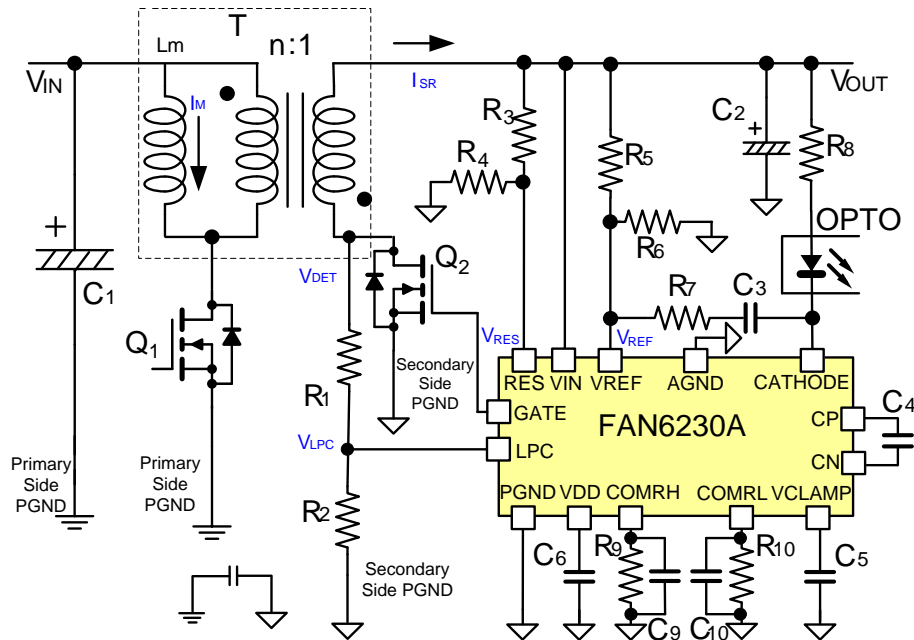 T
Lm
n:1
VIN
IM
ISR
VOUT
R3
C2
R4
R5
R8
R6
OPTO
+
+
C1
VDET
Q2
R7
C3
Q1
VRES
VREF
Secondary
Side
PGND
RES
VIN
VREF
AGND
CATHODE
R1
GATE
FAN6230A
CP
C4
VLPC
LPC
CN
Primary
Side
PGND
Primary
Side
PGND
PGND
VDD
COMRH
COMRL
VCLAMP
R2
C6
R9
R10
C5
Secondary
Side PGND
C9
C10